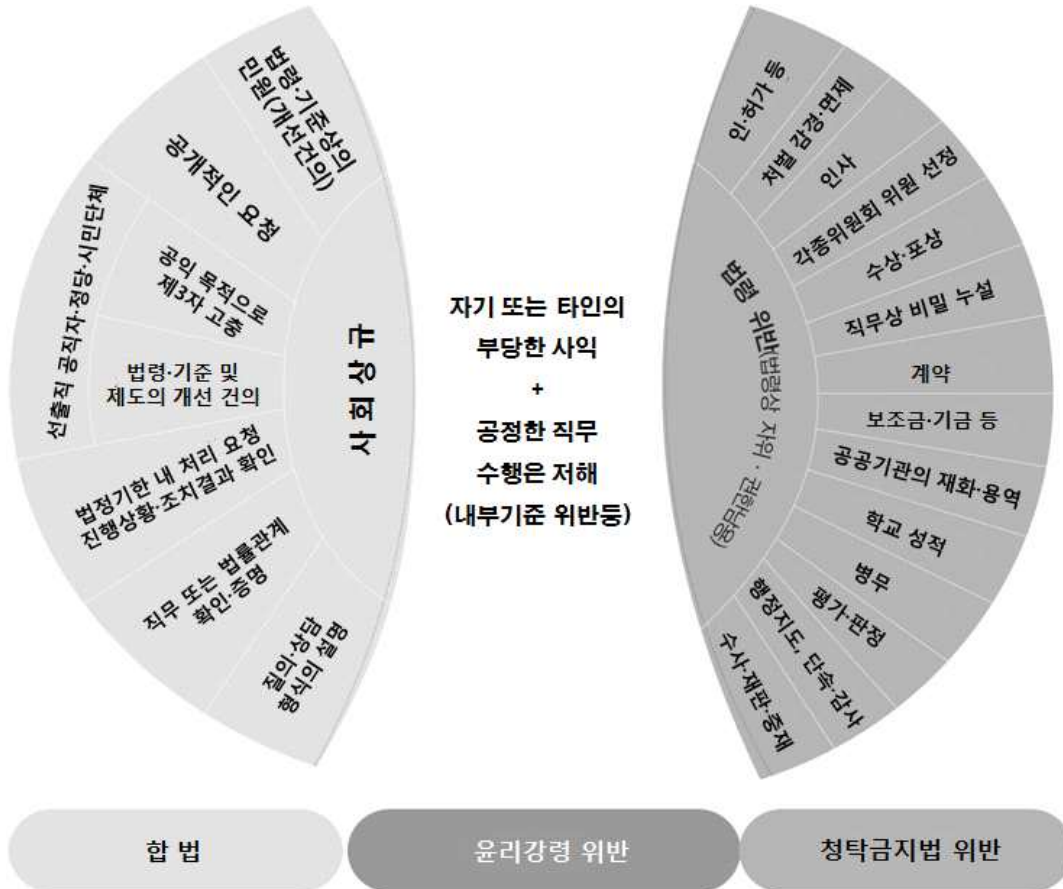 법령·기준상의
민원(개선건의)
공개적인 요청
선출직 공직자·정당·시민단체
공익 목적으로
제3자 고충
법령·기준 및
제도의 개선 건의
법정기한 내 처리 요청
진행상황·조치결과 확인
직무 또는 법률관계
확인·증명
질의·상담
형식의 설명
사회상규
자기 또는 타인의
부당한 사익
+
공정한 직무
수행은 저해
(내부기준 위반등)
법령 위반(법령상 지위·권한남용)
인·허가 등
처벌 감경·면제
인사
각종위원회 위원 선정
수상·포상
직무상 비밀 누설
계약
보조금·기금 등
공공기관의 재화·용역
학교 성적
병무
평가·판정
행정지도, 단속·감사
수사·재판·중재
합 법
윤리강령 위반
청탁금지법 위반